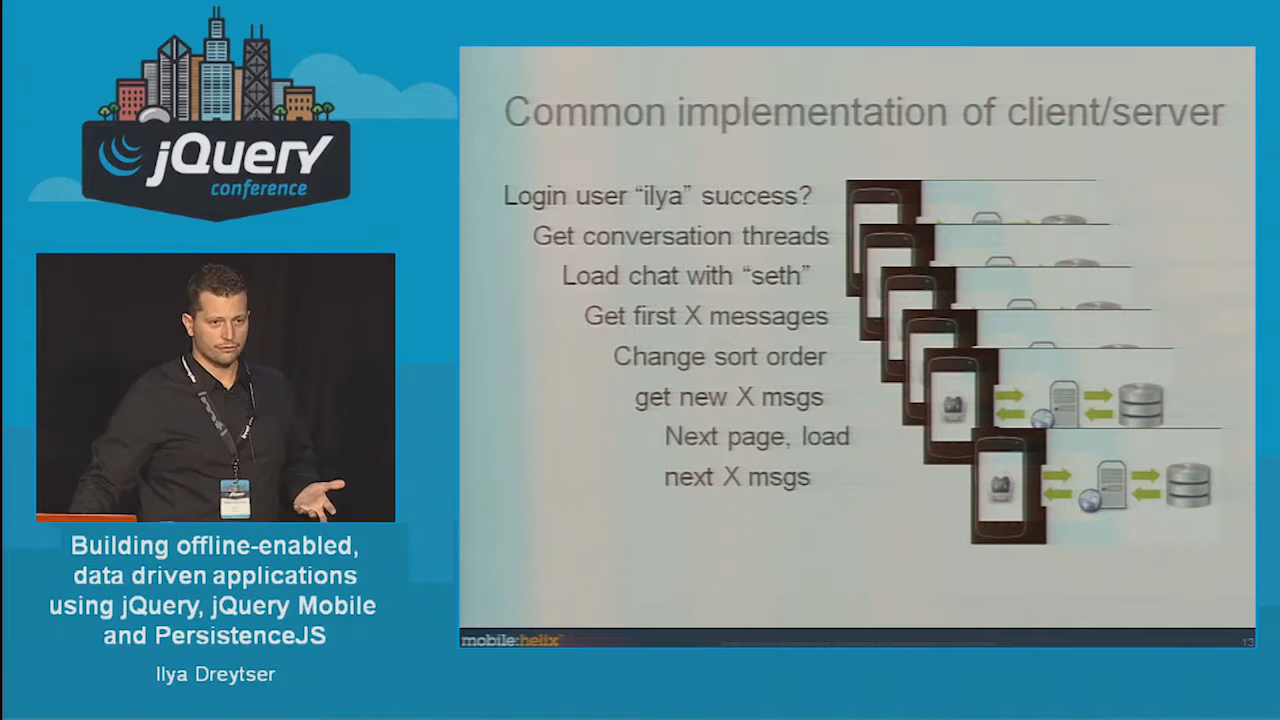 jQuery
conference
Building offline-enabled,
data driven applications
using jQuery, jQuery Mobile
and PersistenceJS
Ilya Dreytser
Common implementation of client/server
Login user “ilya” success?
Get conversation threads
Load chat with “seth”
Get first X messages
Change sort order
get new X msgs
Next page, load
next X msgs
mobile:helix
13